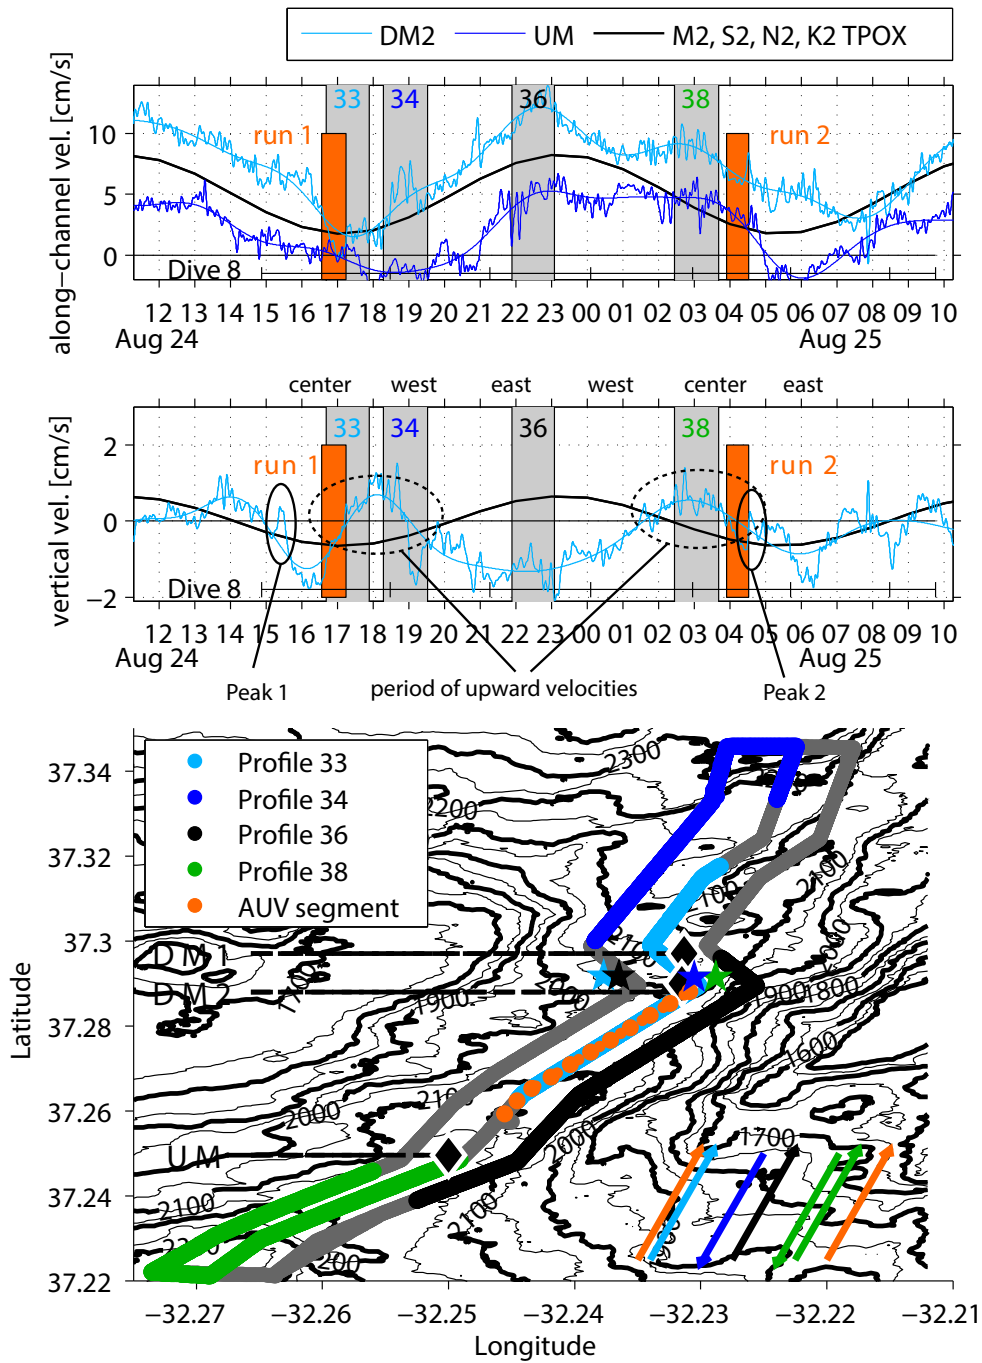 DM2 UM M2, S2, N2, K2 TPOX
along−channel vel. [cm/s]
10
5
0
33 34 36 38
run 1 run 2
Dive 8
12 13 14 15 16 17 18 19 20 21 22 23 00 01 02 03 04 05 06 07 08 09 10
Aug 24 Aug 25
center west east west center east
vertical vel. [cm/s]
2
0
−2
33 34 36 38
run 1 run 2
Dive 8
12 13 14 15 16 17 18 19 20 21 22 23 00 01 02 03 04 05 06 07 08 09 10
Aug 24 Aug 25
Peak 1 period of upward velocities Peak 2
Latitude
37.34
37.32
37.3
37.28
37.26
37.24
37.22
Profile 33
Profile 34
Profile 36
Profile 38
AUV segment
2300
2200
2100
2100
2100
2000
DM1
DM2
UM
1900
2000
1900
1800
1600
2000
2100
2000
1700
2100
2100
−32.27 −32.26 −32.25 −32.24 −32.23 −32.22 −32.21
Longitude